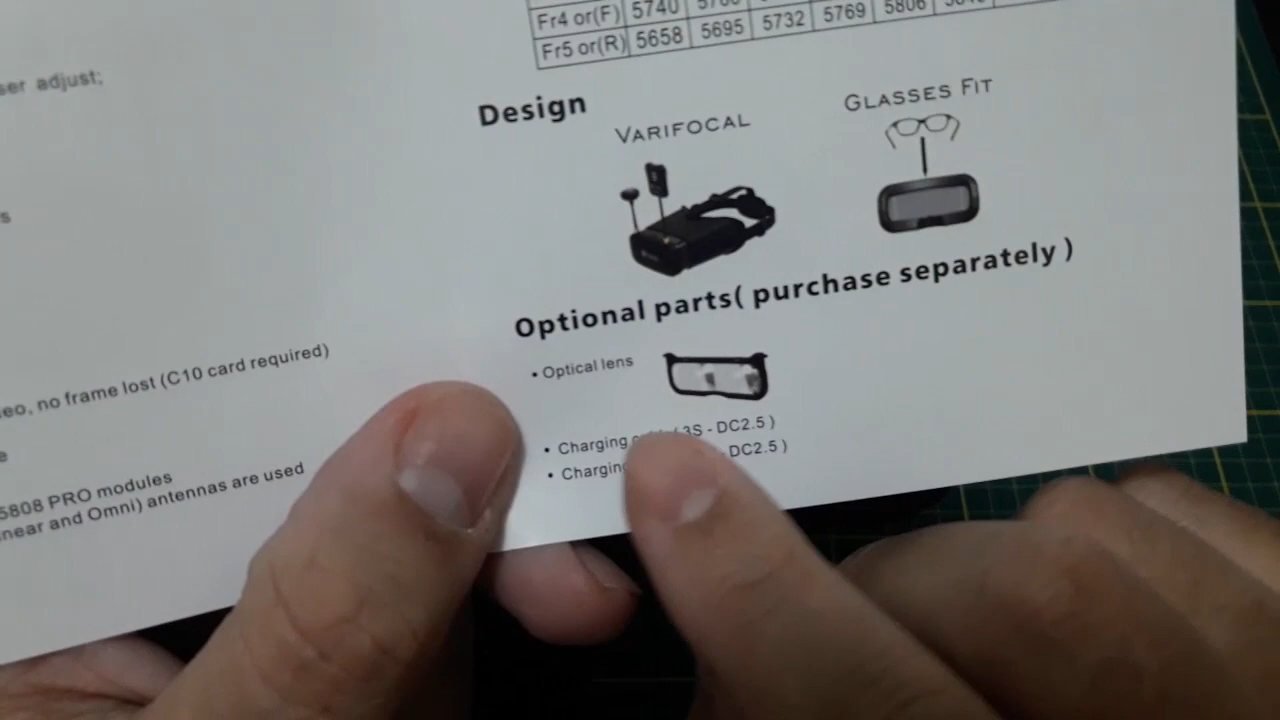 ser adjust;
s
eo, no frame lost (C10 card required)
e
5808 PRO modules
near and Omni) antennas are used
Fr4 or(F) 5740
Fr5 or(R) 5658 5695 5732 5769 5806
Design
VARIFOCAL
GLASSES FIT
Optional parts( purchase separately )
• Optical lens
• Charging (3S - DC2.5 )
• Charging - DC2.5 )